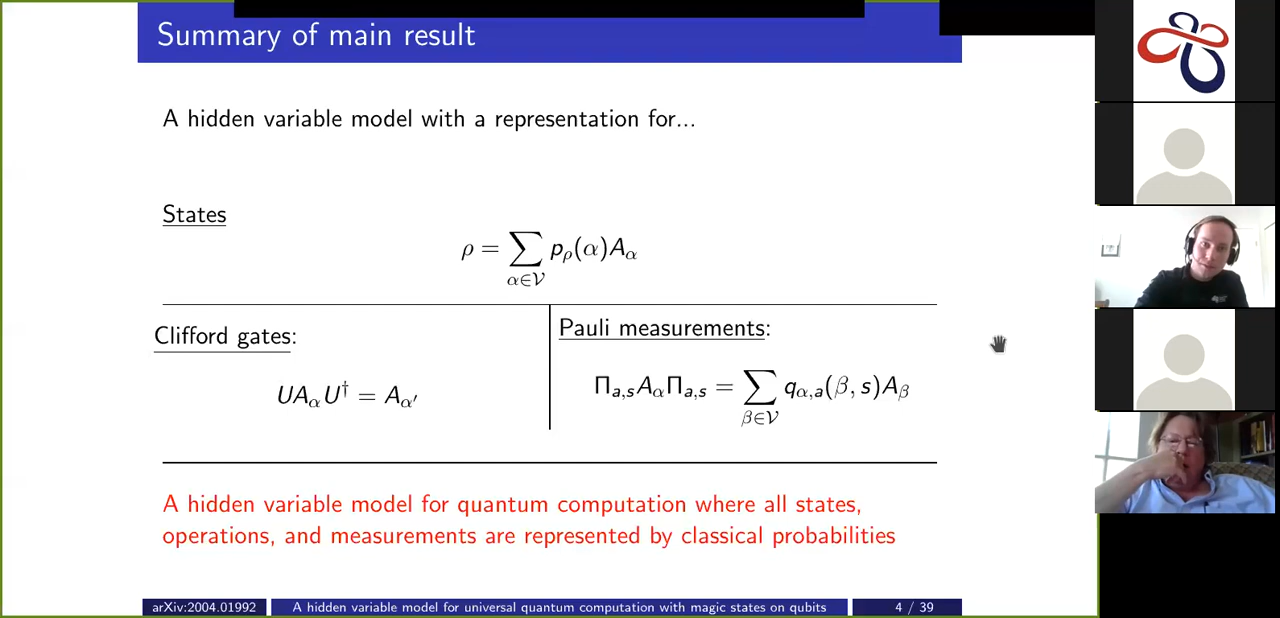 Summary of main result
A hidden variable model with a representation for...
States
ρ = ∑_{α∈𝒱} p_ρ(α)A_α
Clifford gates:
UA_αU† = A_α′
Pauli measurements:
Π_{a,s}A_αΠ_{a,s} = ∑_{β∈𝒱} q_{α,a}(β, s)A_β
A hidden variable model for quantum computation where all states,
operations, and measurements are represented by classical probabilities
arXiv:2004.01992 A hidden variable model for universal quantum computation with magic states on qubits 4 / 39